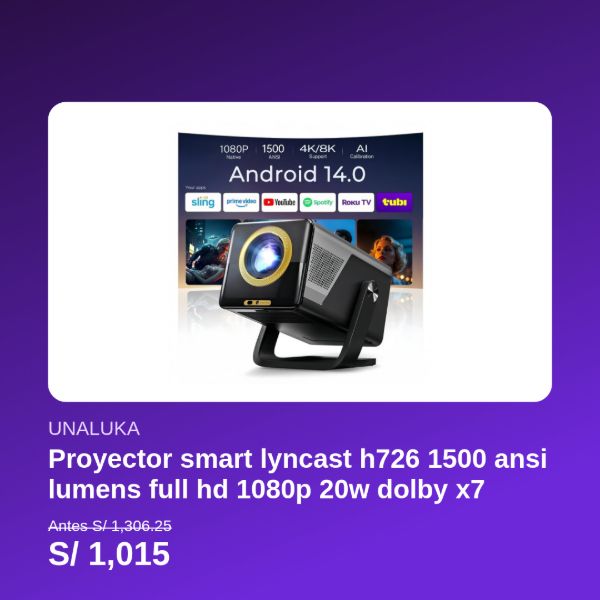 1080P 1500 4K/8K AI
Native ANSI Support Calibration
Android 14.0
Your apps
sling prime video YouTube Spotify ROKU TV tubi
UNALUKA
Proyector smart lyncast h726 1500 ansi
lumens full hd 1080p 20w dolby x7
Antes S/ 1,306.25
S/ 1,015